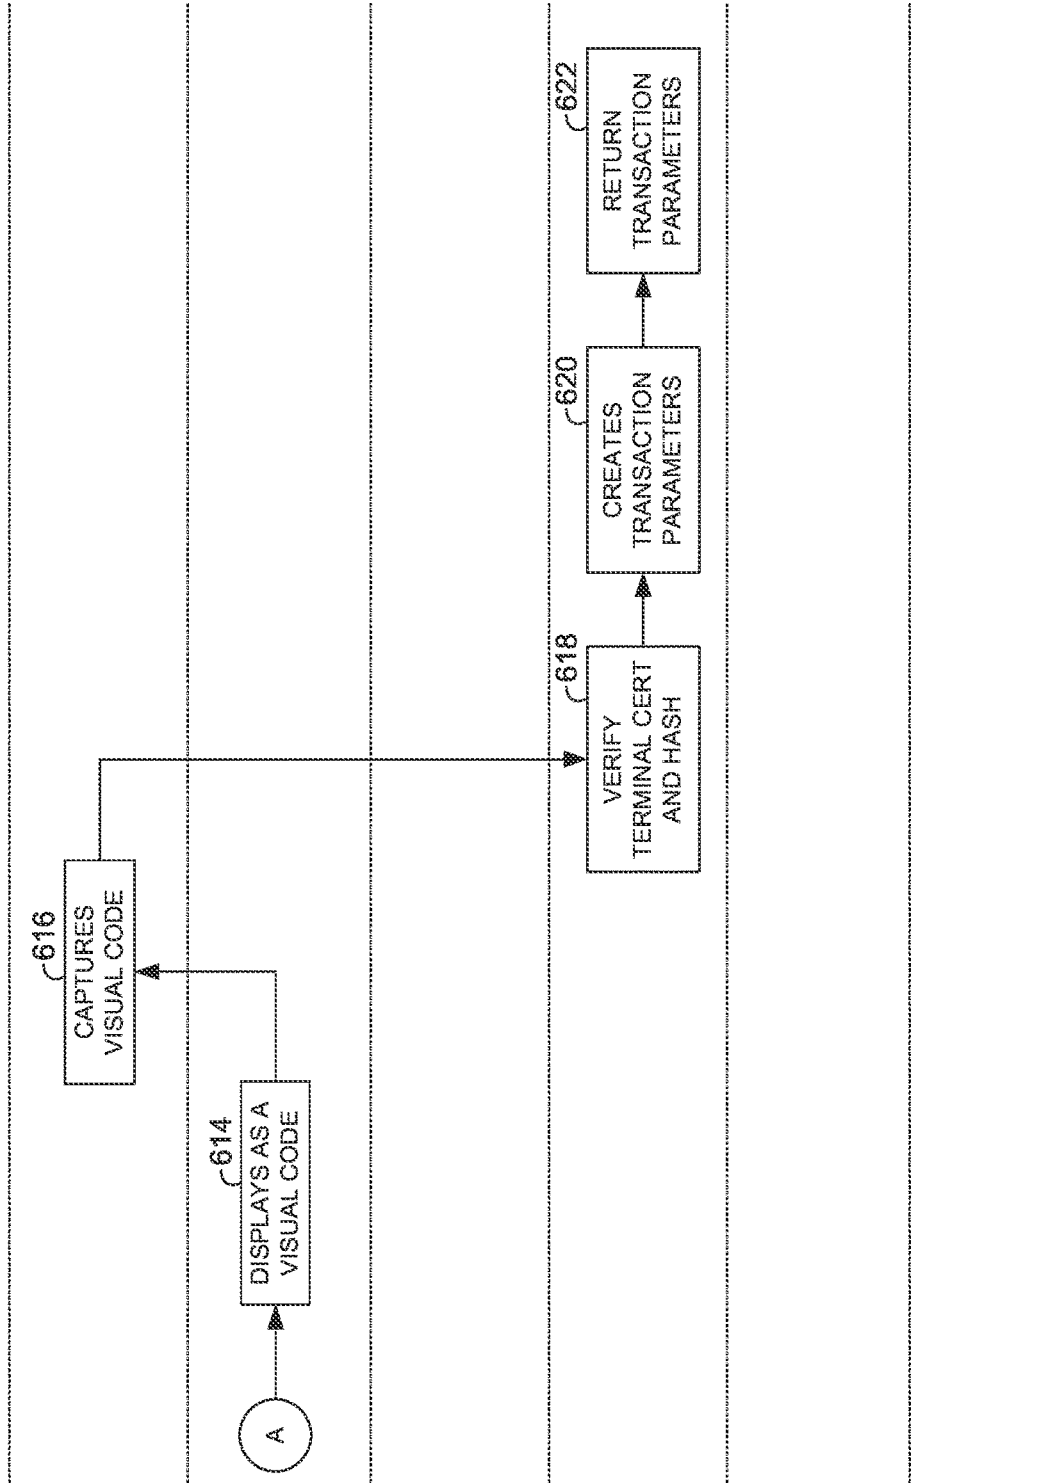 A
614
DISPLAYS AS A
VISUAL CODE
616
CAPTURES
VISUAL CODE
618
VERIFY
TERMINAL CERT
AND HASH
620
CREATES
TRANSACTION
PARAMETERS
622
RETURN
TRANSACTION
PARAMETERS